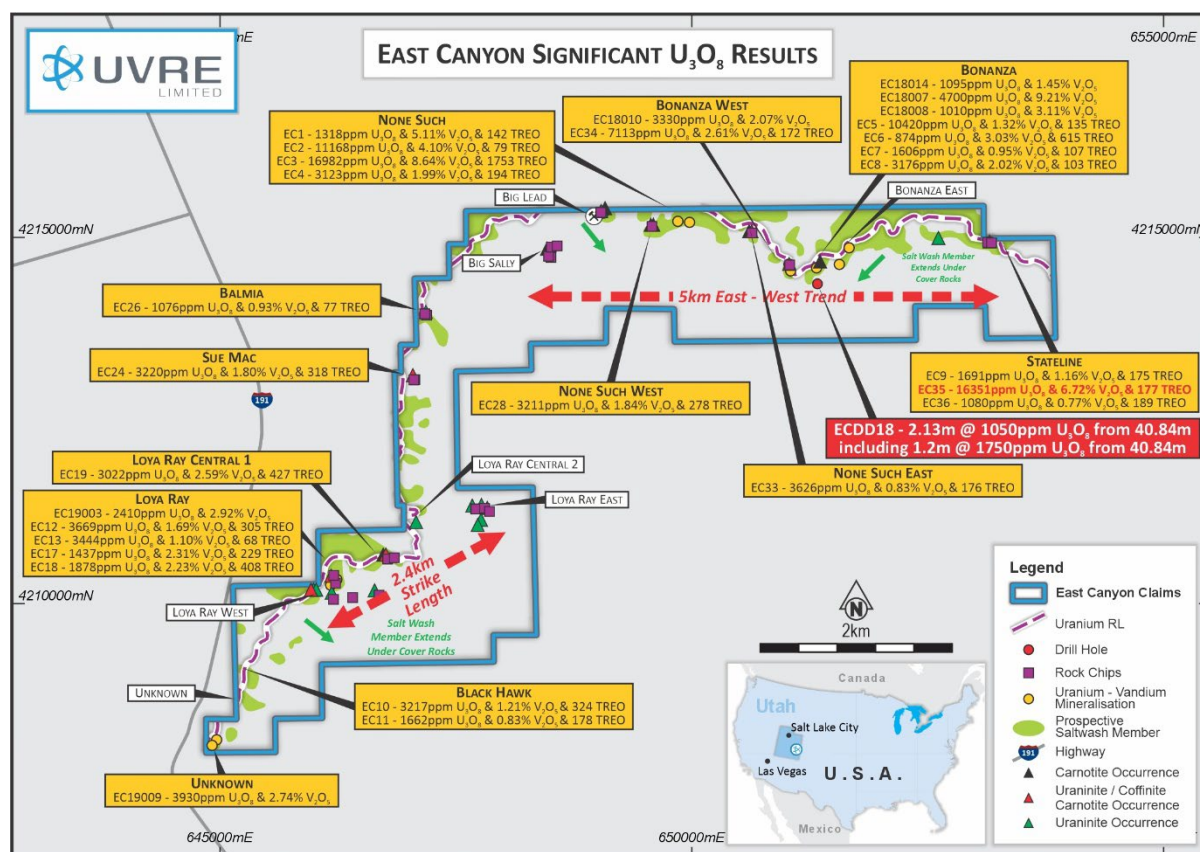 UVRE
LIMITED
EAST CANYON SIGNIFICANT U₃O₈ RESULTS
655000mE
NONE SUCH
EC1 - 1318ppm U₃O₈ & 5.11% V₂O₅ & 142 TREO
EC2 - 11168ppm U₃O₈ & 4.10% V₂O₅ & 79 TREO
EC3 - 16982ppm U₃O₈ & 8.64% V₂O₅ & 1753 TREO
EC4 - 3123ppm U₃O₈ & 1.99% V₂O₅ & 194 TREO
BONANZA WEST
EC18010 - 3330ppm U₃O₈ & 2.07% V₂O₅
EC34 - 7113ppm U₃O₈ & 2.61% V₂O₅ & 172 TREO
BONANZA
EC18014 - 1095ppm U₃O₈ & 1.45% V₂O₅
EC18007 - 4700ppm U₃O₈ & 9.21% V₂O₅
EC18008 - 1010ppm U₃O₈ & 3.11% V₂O₅
EC5 - 10420ppm U₃O₈ & 1.32% V₂O₅ & 135 TREO
EC6 - 874ppm U₃O₈ & 3.03% V₂O₅ & 615 TREO
EC7 - 1606ppm U₃O₈ & 0.95% V₂O₅ & 107 TREO
EC8 - 3176ppm U₃O₈ & 2.02% V₂O₅ & 103 TREO
BIG LEAD
BONANZA EAST
4215000mN
4215000mN
BIG SALLY
Salt Wash Member
Extends Under
Cover Rocks
5km East - West Trend
BALMIA
EC26 - 1076ppm U₃O₈ & 0.93% V₂O₅ & 77 TREO
SUE MAC
EC24 - 3220ppm U₃O₈ & 1.80% V₂O₅ & 318 TREO
NONE SUCH WEST
EC28 - 3211ppm U₃O₈ & 1.84% V₂O₅ & 278 TREO
STATELINE
EC9 - 1691ppm U₃O₈ & 1.16% V₂O₅ & 175 TREO
EC35 - 16351ppm U₃O₈ & 6.72% V₂O₅ & 177 TREO
EC36 - 1080ppm U₃O₈ & 0.77% V₂O₅ & 189 TREO
191
ECDD18 - 2.13m @ 1050ppm U₃O₈ from 40.84m
including 1.2m @ 1750ppm U₃O₈ from 40.84m
LOYA RAY CENTRAL 1
EC19 - 3022ppm U₃O₈ & 2.59% V₂O₅ & 427 TREO
LOYA RAY CENTRAL 2
NONE SUCH EAST
EC33 - 3626ppm U₃O₈ & 0.83% V₂O₅ & 176 TREO
LOYA RAY
EC19003 - 2410ppm U₃O₈ & 2.92% V₂O₅
EC12 - 3669ppm U₃O₈ & 1.69% V₂O₅ & 305 TREO
EC13 - 3444ppm U₃O₈ & 1.10% V₂O₅ & 68 TREO
EC17 - 1437ppm U₃O₈ & 2.31% V₂O₅ & 229 TREO
EC18 - 1878ppm U₃O₈ & 2.23% V₂O₅ & 408 TREO
LOYA RAY EAST
2.4km
Strike
Length
4210000mN
LOYA RAY WEST
Salt Wash
Member Extends
Under Cover Rocks
UNKNOWN
BLACK HAWK
EC10 - 3217ppm U₃O₈ & 1.21% V₂O₅ & 324 TREO
EC11 - 1662ppm U₃O₈ & 0.83% V₂O₅ & 178 TREO
UNKNOWN
EC19009 - 3930ppm U₃O₈ & 2.74% V₂O₅
645000mE
650000mE
N
2km
Canada
Utah
Salt Lake City
Las Vegas
U.S.A.
Mexico
Legend
East Canyon Claims
Uranium RL
Drill Hole
Rock Chips
Uranium - Vandium
Mineralisation
Prospective
Saltwash Member
191
Highway
Carnotite Occurrence
Uraninite / Coffinite
Carnotite Occurrence
Uraninite Occurrence